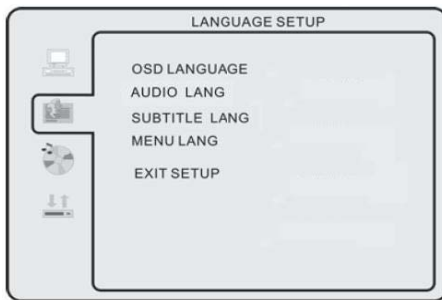 LANGUAGE SETUP
OSD LANGUAGE
AUDIO LANG
SUBTITLE LANG
MENU LANG
EXIT SETUP